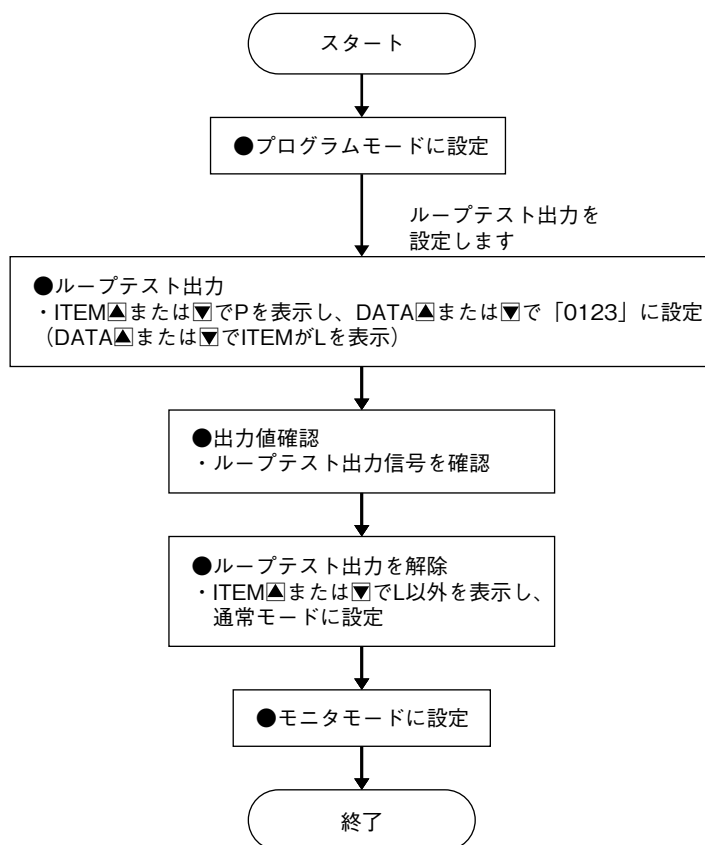 スタート
●プログラムモードに設定
ループテスト出力を
設定します
●ループテスト出力
・ITEM▲または▼でPを表示し、DATA▲または▼で「0123」に設定
（DATA▲または▼でITEMがLを表示）
●出力値確認
・ループテスト出力信号を確認
●ループテスト出力を解除
・ITEM▲または▼でL以外を表示し、
通常モードに設定
●モニタモードに設定
終了